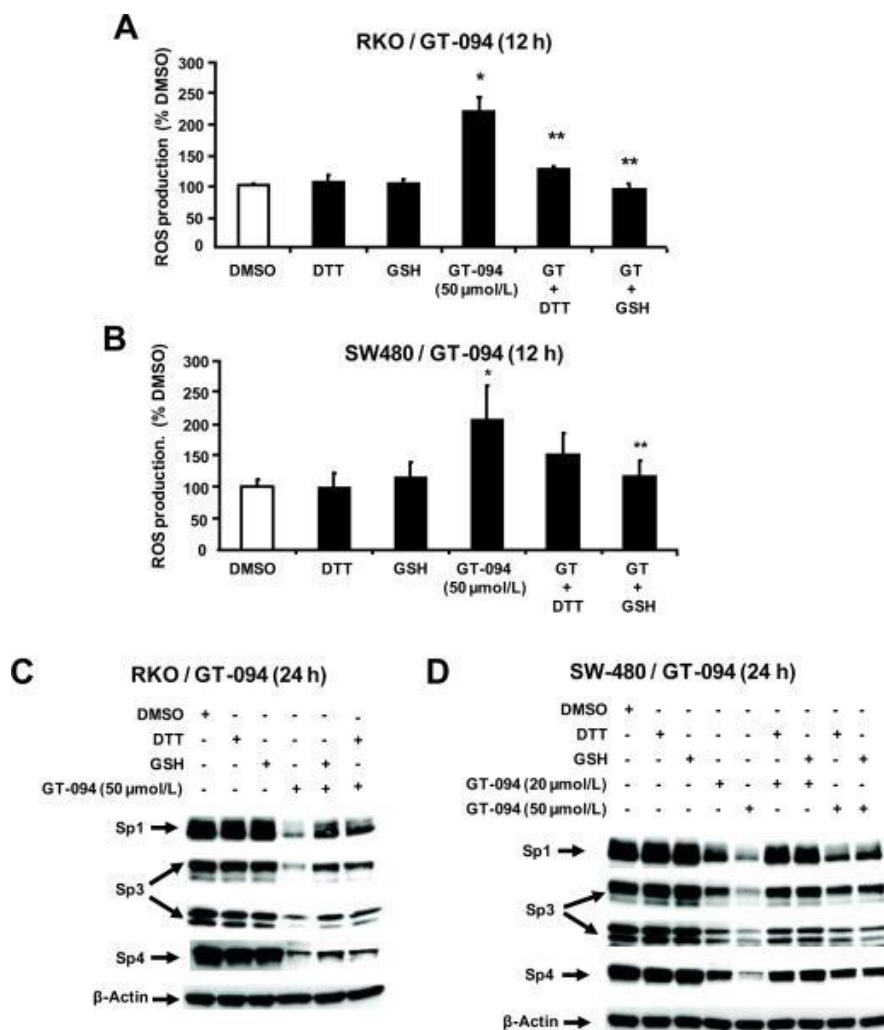 A
RKO / GT-094 (12 h)
ROS production (% DMSO)
300
250
200
150
100
50
0
*
**
**
DMSO
DTT
GSH
GT-094
(50 µmol/L)
GT
+
DTT
GT
+
GSH
B
SW480 / GT-094 (12 h)
ROS production. (% DMSO)
300
250
200
150
100
50
0
*
**
DMSO
DTT
GSH
GT-094
(50 µmol/L)
GT
+
DTT
GT
+
GSH
C
RKO / GT-094 (24 h)
DMSO + - - - - -
DTT - + - - - +
GSH - - + - + -
GT-094 (50 µmol/L) - - - + + +
Sp1
Sp3
Sp4
β-Actin
D
SW-480 / GT-094 (24 h)
DMSO + - - - - - - - -
DTT - + - - - + - + -
GSH - - + - - - + - +
GT-094 (20 µmol/L) - - - + - + + - -
GT-094 (50 µmol/L) - - - - + - - + +
Sp1
Sp3
Sp4
β-Actin